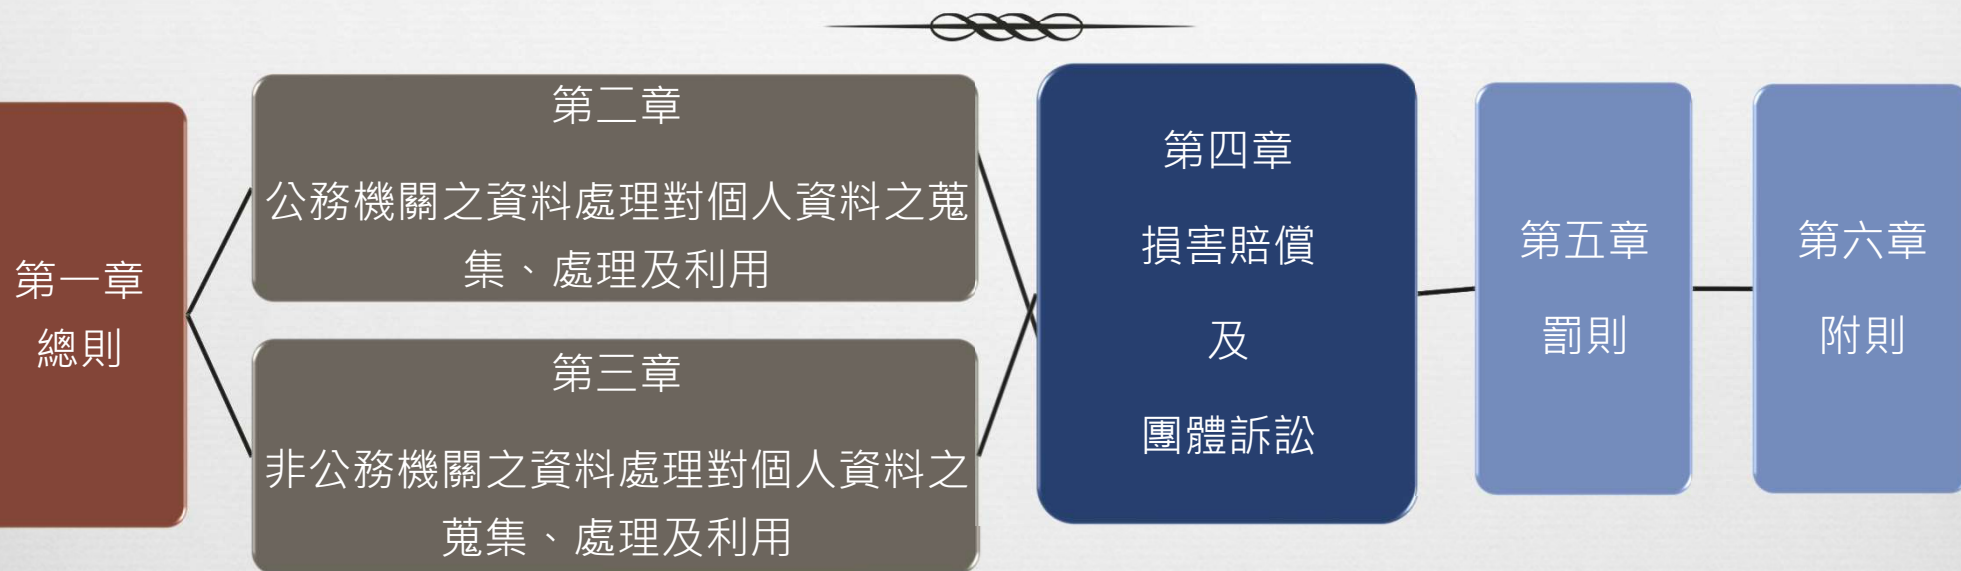 第一章
總則
第二章
公務機關之資料處理對個人資料之蒐
集、處理及利用
第三章
非公務機關之資料處理對個人資料之
蒐集、處理及利用
第四章
損害賠償
及
團體訴訟
第五章
罰則
第六章
附則